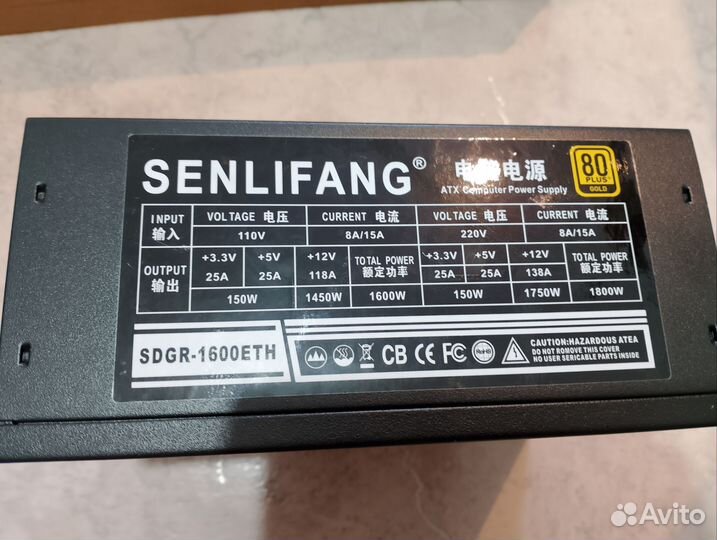 SENLIFANG®
电 电源
ATX Computer Power Supply
80
PLUS
GOLD
INPUT 输入 VOLTAGE 电压 CURRENT 电流 VOLTAGE 电压 CURRENT 电流
110V 8A/15A 220V 8A/15A
OUTPUT 输出 +3.3V +5V +12V TOTAL POWER 额定功率 +3.3V +5V +12V TOTAL POWER 额定功率
25A 25A 118A 25A 25A 138A
150W 1450W 1600W 150W 1750W 1800W
SDGR-1600ETH
CB CE FC RoHS
CAUTION:HAZARDOUS ATEA
DO NOT ROMOVE THIS COVER
NO USER SERICABLE PARTS INSIDE
Avito